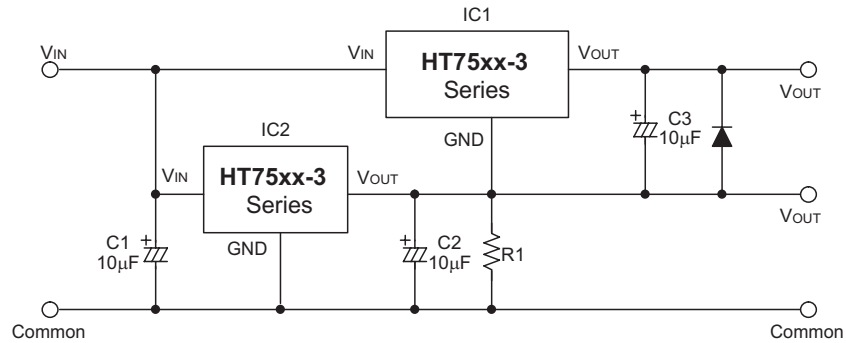 IC1
VIN
VIN
HT75xx-3
Series
VOUT
VOUT
GND
C3
+
10μF
IC2
VIN
HT75xx-3
Series
VOUT
VOUT
GND
C1
+
10μF
C2
+
10μF
R1
Common
Common